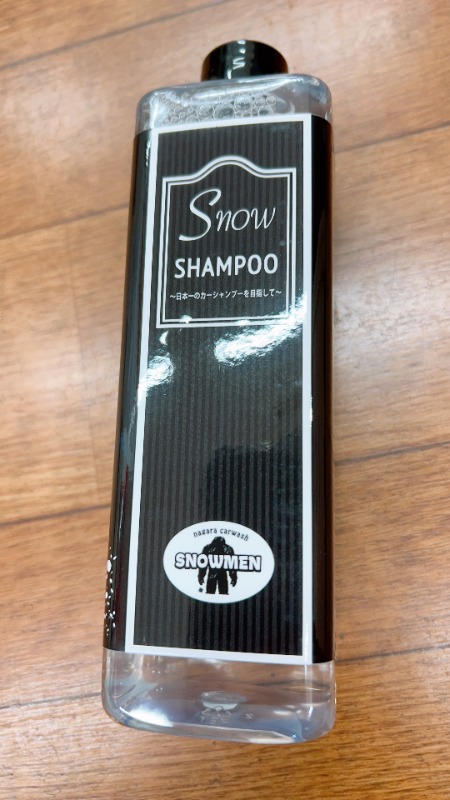 Snow
SHAMPOO
～日本一のカーシャンプーを目指して～
nagara carwash
SNOWMEN